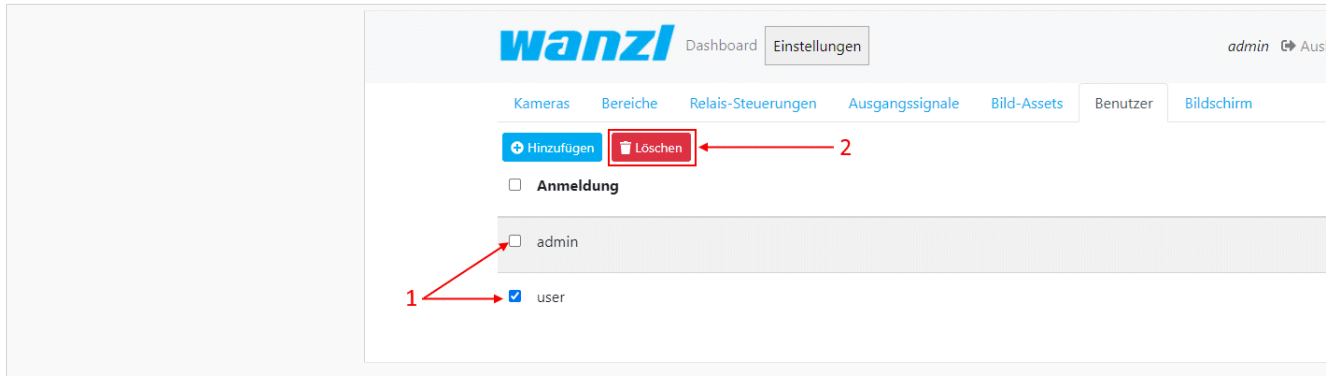 wanzl Dashboard Einstellungen admin Aus
Kameras Bereiche Relais-Steuerungen Ausgangssignale Bild-Assets Benutzer Bildschirm
Hinzufügen Löschen 2
Anmeldung
admin
1 user